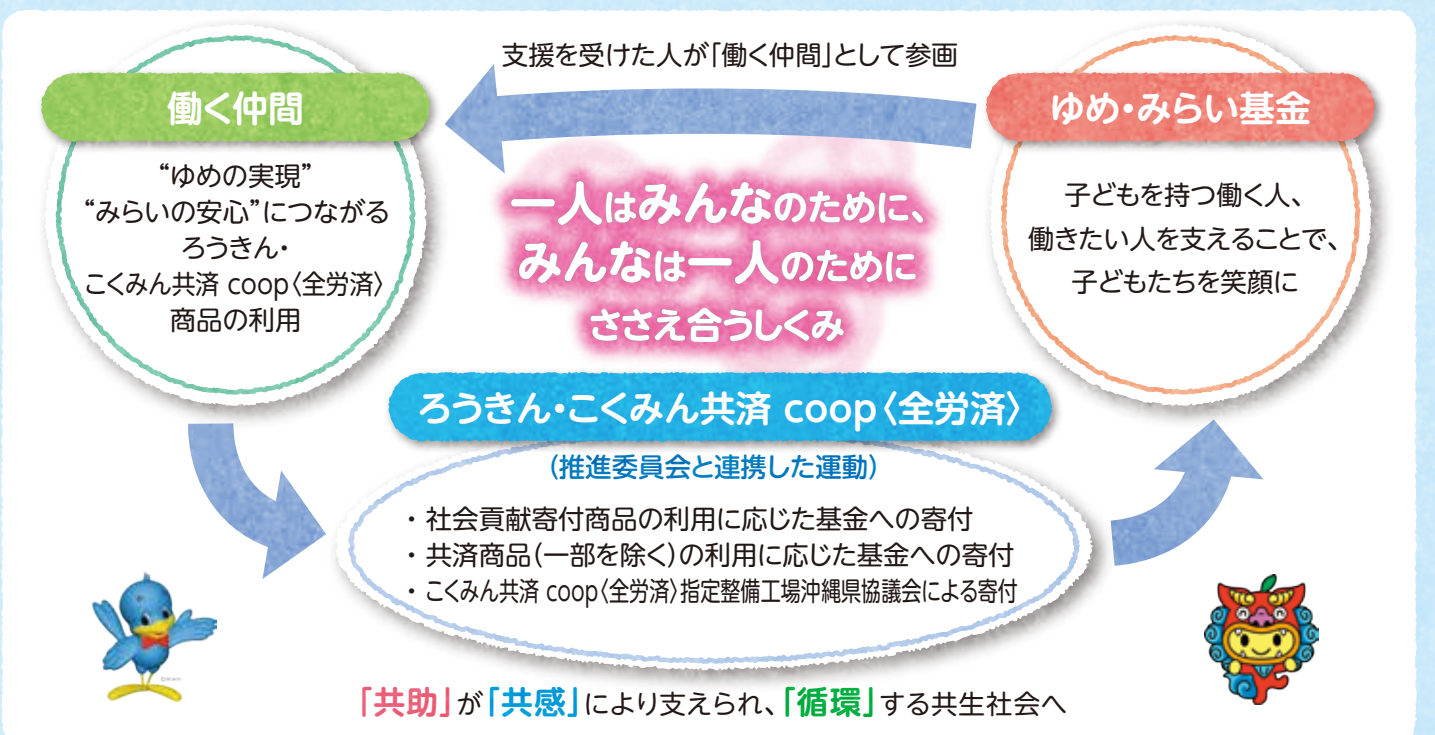 支援を受けた人が「働く仲間」として参画
働く仲間
“ゆめの実現”
“みらいの安心”につながる
ろうきん・
こくみん共済 coop〈全労済〉
商品の利用
一人はみんなのために、
みんなは一人のために
ささえ合うしくみ
ゆめ・みらい基金
子どもを持つ働く人、
働きたい人を支えることで、
子どもたちを笑顔に
ろうきん・こくみん共済 coop〈全労済〉
(推進委員会と連携した運動)
・社会貢献寄付商品の利用に応じた基金への寄付
・共済商品(一部を除く)の利用に応じた基金への寄付
・こくみん共済 coop〈全労済〉指定整備工場沖縄県協議会による寄付
「共助」が「共感」により支えられ、「循環」する共生社会へ